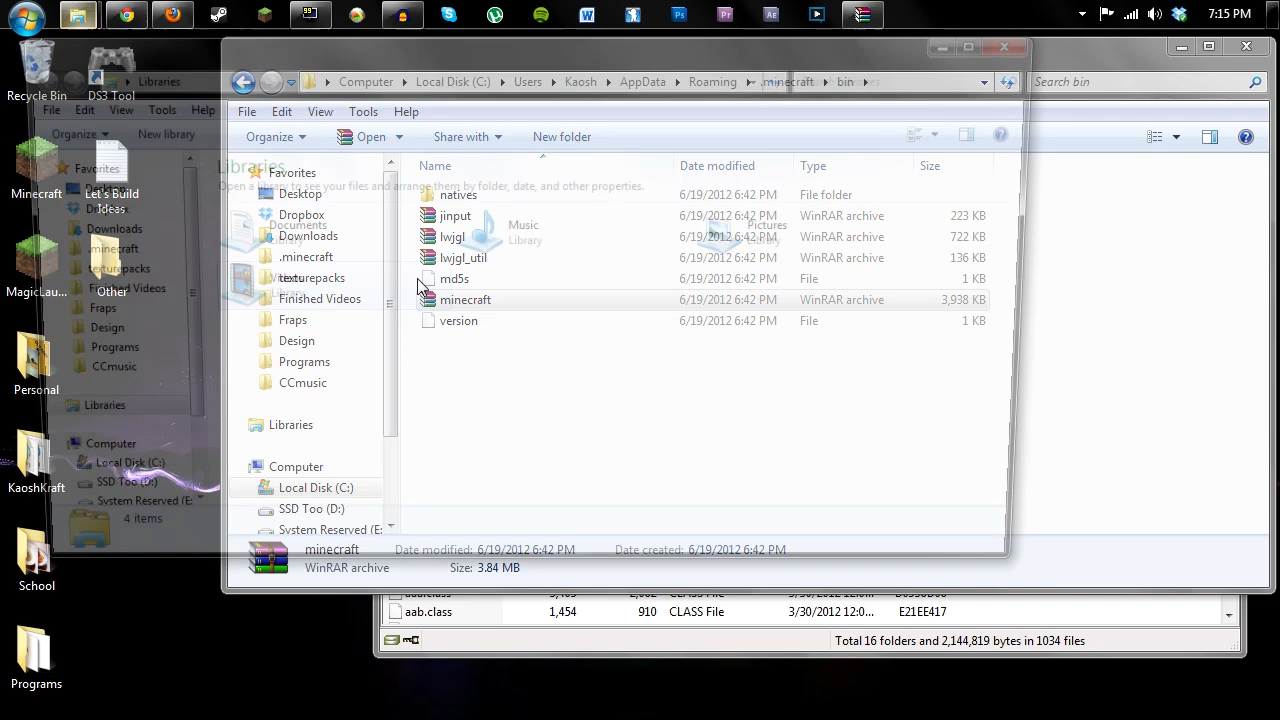 7:15 PM
Recycle Bin
DS3 Tool
Minecraft
Let's Build
Ideas
MagicLau...
Other
Personal
KaoshKraft
School
Programs
Libraries
File Edit View Tools Help
Organize New library
Favorites
Desktop
Downloads
.minecraft
texturepacks
Finished Videos
Fraps
Design
Programs
CCmusic
Libraries
Computer
Local Disk (C:)
SSD Too (D:)
System Reserved (E:
4 items
Libraries
Open a library to see your files and arrange them by folder, date, and other properties.
Documents
Library
Music
Library
Pictures
Library
Computer Local Disk (C:) Users Kaosh AppData Roaming .minecraft bin
Search bin
File Edit View Tools Help
Organize Open Share with New folder
Favorites
Desktop
Dropbox
Downloads
.minecraft
texturepacks
Finished Videos
Fraps
Design
Programs
CCmusic
Libraries
Computer
Local Disk (C:)
SSD Too (D:)
System Reserved (E:
Name Date modified Type Size
natives 6/19/2012 6:42 PM File folder
jinput 6/19/2012 6:42 PM WinRAR archive 223 KB
lwjgl 6/19/2012 6:42 PM WinRAR archive 722 KB
lwjgl_util 6/19/2012 6:42 PM WinRAR archive 136 KB
md5s 6/19/2012 6:42 PM File 1 KB
minecraft 6/19/2012 6:42 PM WinRAR archive 3,938 KB
version 6/19/2012 6:42 PM File 1 KB
minecraft Date modified: 6/19/2012 6:42 PM Date created: 6/19/2012 6:42 PM
WinRAR archive Size: 3.84 MB
aab.class 1,454 910 CLASS File 3/30/2012 12:0... E21EE417
Total 16 folders and 2,144,819 bytes in 1034 files